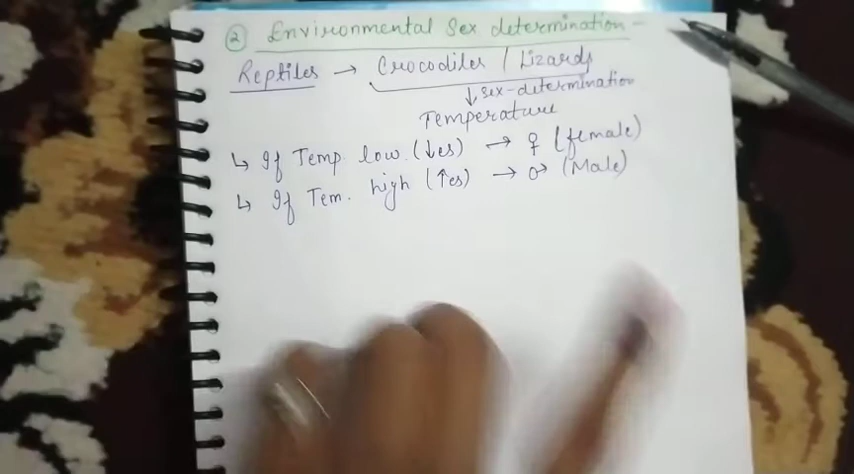 ② Environmental Sex determination -
Reptiles → Crocodiles / Lizards
↓ sex-determination
Temperature
↳ If Temp. low (↓es) → ♀ (female)
↳ If Tem. high (↑es) → ♂ (Male)